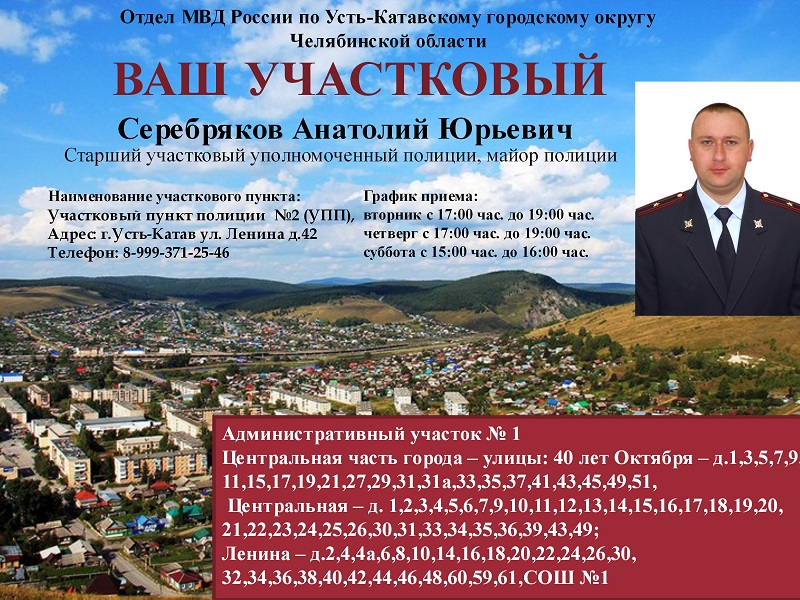 Отдел МВД России по Усть-Катавскому городскому округу
Челябинской области
ВАШ УЧАСТКОВЫЙ
Серебряков Анатолий Юрьевич
Старший участковый уполномоченный полиции, майор полиции
Наименование участкового пункта:
Участковый пункт полиции №2 (УПП),
Адрес: г.Усть-Катав ул. Ленина д.42
Телефон: 8-999-371-25-46
График приема:
вторник с 17:00 час. до 19:00 час.
четверг с 17:00 час. до 19:00 час.
суббота с 15:00 час. до 16:00 час.
Административный участок № 1
Центральная часть города – улицы: 40 лет Октября – д.1,3,5,7,9,
11,15,17,19,21,27,29,31,31а,33,35,37,41,43,45,49,51,
Центральная – д. 1,2,3,4,5,6,7,9,10,11,12,13,14,15,16,17,18,19,20,
21,22,23,24,25,26,30,31,33,34,35,36,39,43,49;
Ленина – д.2,4,4а,6,8,10,14,16,18,20,22,24,26,30,
32,34,36,38,40,42,44,46,48,60,59,61,СОШ №1